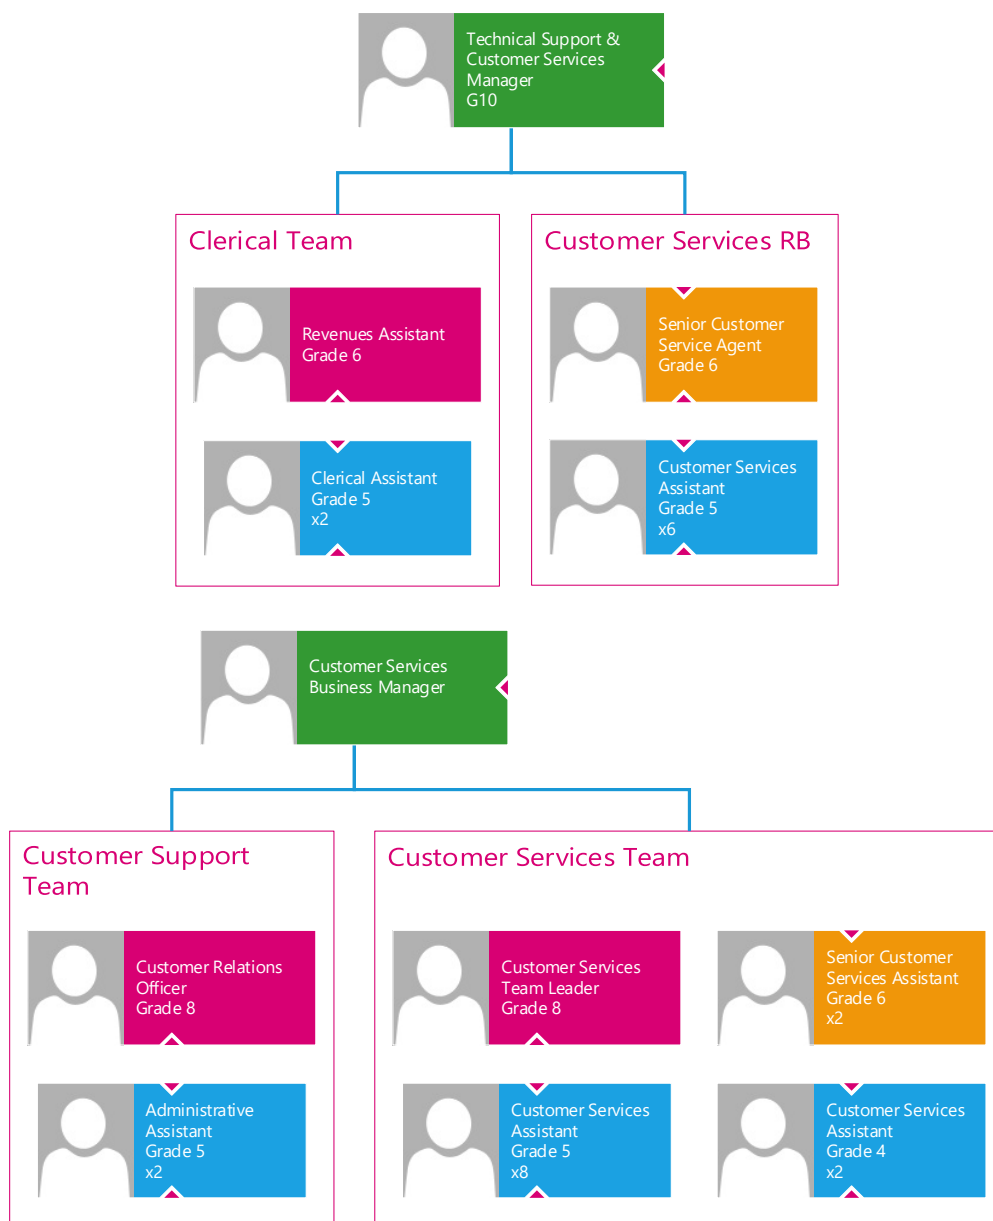 Technical Support &
Customer Services
Manager
G10
Clerical Team
Revenues Assistant
Grade 6
Clerical Assistant
Grade 5
x2
Customer Services RB
Senior Customer
Service Agent
Grade 6
Customer Services
Assistant
Grade 5
x6
Customer Services
Business Manager
Customer Support
Team
Customer Relations
Officer
Grade 8
Administrative
Assistant
Grade 5
x2
Customer Services Team
Customer Services
Team Leader
Grade 8
Senior Customer
Services Assistant
Grade 6
x2
Customer Services
Assistant
Grade 5
x8
Customer Services
Assistant
Grade 4
x2